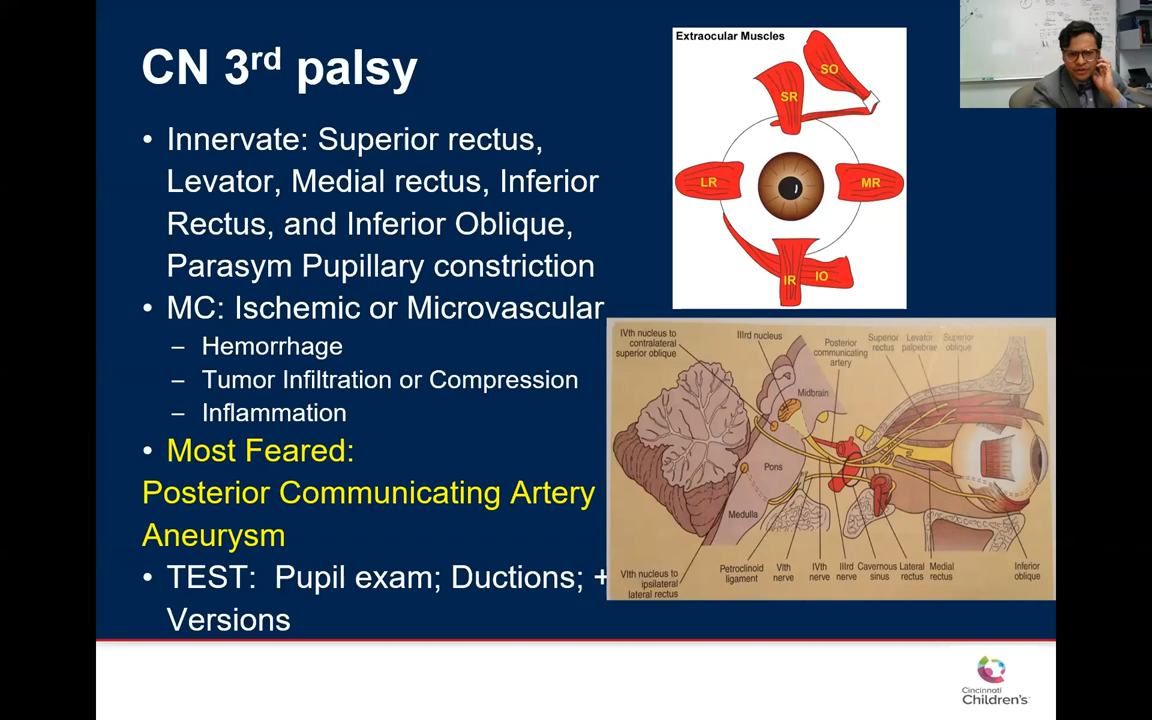 CN 3rd palsy
• Innervate: Superior rectus,
Levator, Medial rectus, Inferior
Rectus, and Inferior Oblique,
Parasym Pupillary constriction
• MC: Ischemic or Microvascular
– Hemorrhage
– Tumor Infiltration or Compression
– Inflammation
• Most Feared:
Posterior Communicating Artery
Aneurysm
• TEST: Pupil exam; Ductions; +
Versions
Extraocular Muscles
SO
SR
LR
MR
IR
IO
IVth nucleus to
contralateral
superior oblique
IIIrd nucleus
Posterior
communicating
artery
Superior
rectus
Levator
palpebrae
Superior
oblique
Midbrain
Pons
Medulla
VIth nucleus to
ipsilateral
lateral rectus
Petroclinoid
ligament
VIth
nerve
IVth
nerve
IIIrd
nerve
Cavernous
sinus
Lateral
rectus
Medial
rectus
Inferior
oblique
Cincinnati
Children's